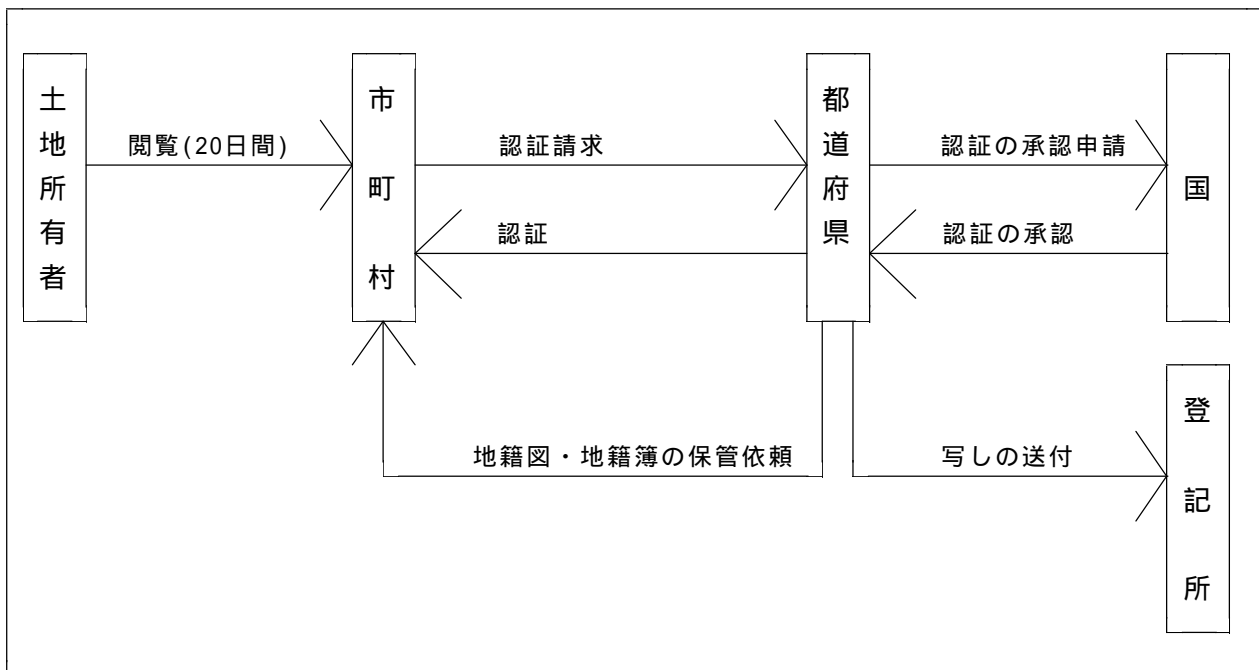 土地所有者
閲覧(20日間)
市町村
認証請求
認証
都道府県
認証の承認申請
認証の承認
国
地籍図・地籍簿の保管依頼
写しの送付
登記所